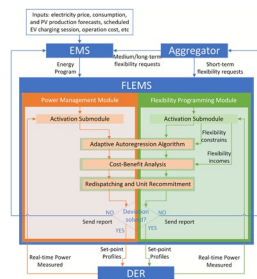 Inputs: electricity price, consumption,
and PV production forecasts, scheduled
EV charging session, operation cost, etc
EMS
Aggregator
Medium/long-term
flexibility requests
Energy
Program
Short-term
flexibility requests
FLEMS
Power Management Module
Flexibility Programming Module
Activation Submodule
Activation Submodule
Flexibility
constrains
Adaptive Autoregression Algorithm
Cost-Benefit Analysis
Flexibility
incomes
Redispatching and Unit Recommitment
NO
Deviation
solved?
NO
Send report
YES
YES
Send report
Real-time Power
Measured
Set-point
Profiles
Set-point
Profiles
Real-time Power
Measured
DER